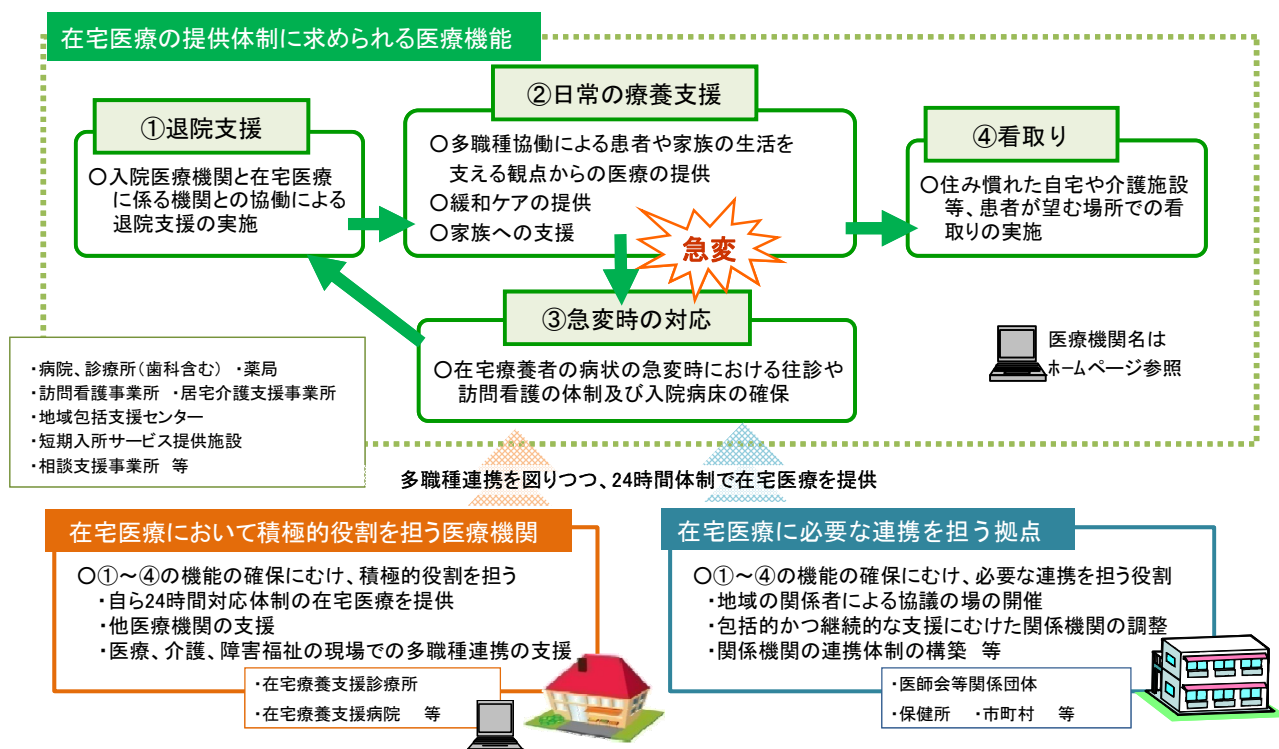 在宅医療の提供体制に求められる医療機能
①退院支援
〇入院医療機関と在宅医療
に係る機関との協働による
退院支援の実施
②日常の療養支援
〇多職種協働による患者や家族の生活を
支える観点からの医療の提供
〇緩和ケアの提供
〇家族への支援
急変
④看取り
〇住み慣れた自宅や介護施設
等、患者が望む場所での看
取りの実施
③急変時の対応
〇在宅療養者の病状の急変時における往診や
訪問看護の体制及び入院病床の確保
医療機関名は
ホームページ参照
・病院、診療所(歯科含む) ・薬局
・訪問看護事業所 ・居宅介護支援事業所
・地域包括支援センター
・短期入所サービス提供施設
・相談支援事業所 等
多職種連携を図りつつ、24時間体制で在宅医療を提供
在宅医療において積極的役割を担う医療機関
〇①～④の機能の確保にむけ、積極的役割を担う
・自ら24時間対応体制の在宅医療を提供
・他医療機関の支援
・医療、介護、障害福祉の現場での多職種連携の支援
・在宅療養支援診療所
・在宅療養支援病院 等
在宅医療に必要な連携を担う拠点
〇①～④の機能の確保にむけ、必要な連携を担う役割
・地域の関係者による協議の場の開催
・包括的かつ継続的な支援にむけた関係機関の調整
・関係機関の連携体制の構築 等
・医師会等関係団体
・保健所 ・市町村 等